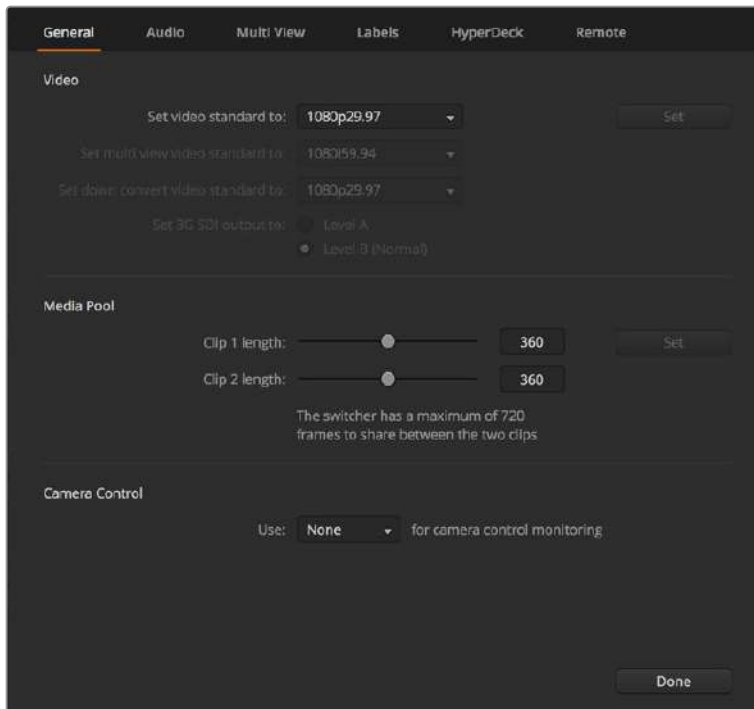 General Audio Multi View Labels HyperDeck Remote
Video
Set video standard to: 1080p29.97 Set
Set multi view video standard to: 1080i59.94
Set down convert video standard to: 1080p29.97
Set 3G SDI output to: Level A
Level B (Normal)
Media Pool
Clip 1 length: 360 Set
Clip 2 length: 360
The switcher has a maximum of 720
frames to share between the two clips
Camera Control
Use: None for camera control monitoring
Done